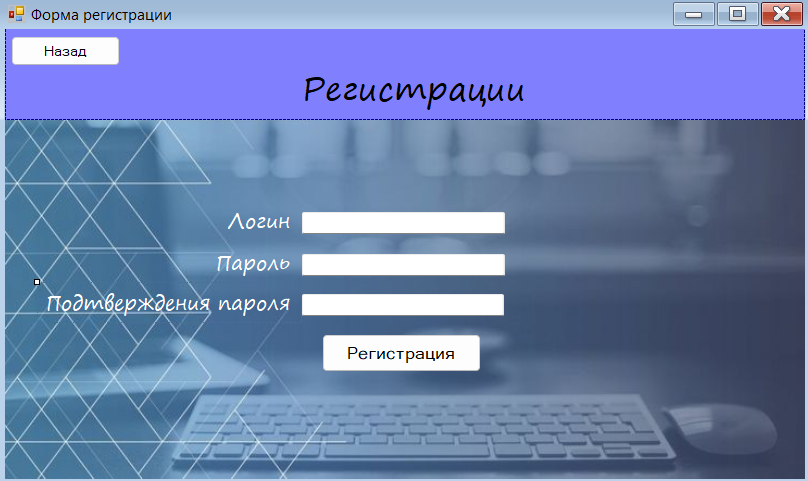 Форма регистрации
Назад
Регистрации
Логин
Пароль
Подтверждения пароля
Регистрация